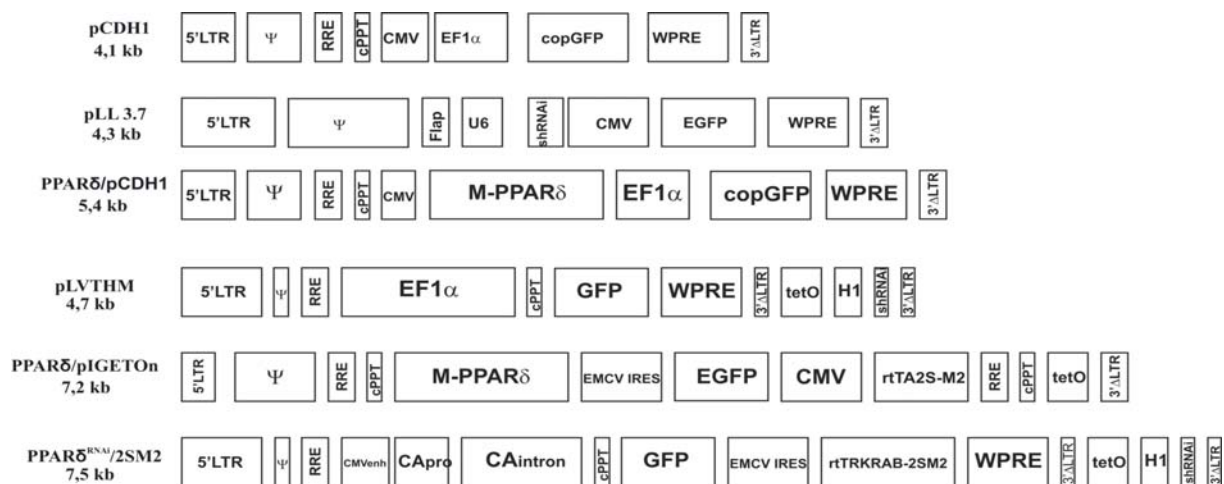 pCDH1
4,1 kb
5'LTR Ψ RRE cPPT CMV EF1α copGFP WPRE 3'ΔLTR
pLL 3.7
4,3 kb
5'LTR Ψ Flap U6 shRNAi CMV EGFP WPRE 3'ΔLTR
PPARδ/pCDH1
5,4 kb
5'LTR Ψ RRE cPPT CMV M-PPARδ EF1α copGFP WPRE 3'ΔLTR
pLVTHM
4,7 kb
5'LTR Ψ RRE EF1α cPPT GFP WPRE 3'ΔLTR tetO H1 shRNAi 3'ΔLTR
PPARδ/pIGETOn
7,2 kb
5'LTR Ψ RRE cPPT M-PPARδ EMCV IRES EGFP CMV rtTA2S-M2 RRE cPPT tetO 3'ΔLTR
PPARδRNAi/2SM2
7,5 kb
5'LTR Ψ RRE CMVenh CApro CAintron cPPT GFP EMCV IRES rtTRKRAB-2SM2 WPRE 3'ΔLTR tetO H1 shRNAi 3'ΔLTR